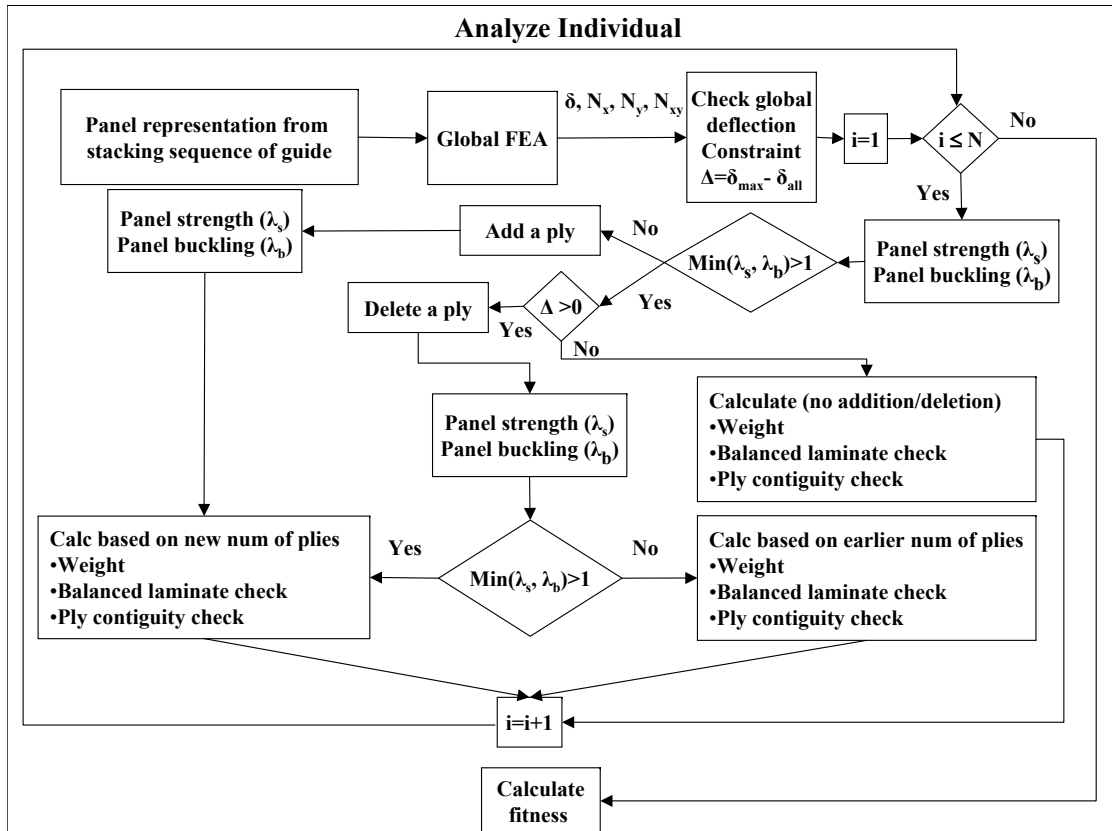 Analyze Individual
Panel representation from
stacking sequence of guide
Global FEA
δ, Nx, Ny, Nxy
Check global
deflection
Constraint
Δ=δmax- δall
i=1
i ≤ N
No
Yes
Panel strength (λs)
Panel buckling (λb)
Min(λs, λb)>1
No
Add a ply
Panel strength (λs)
Panel buckling (λb)
Yes
Δ >0
Yes
Delete a ply
No
Panel strength (λs)
Panel buckling (λb)
Calculate (no addition/deletion)
•Weight
•Balanced laminate check
•Ply contiguity check
Min(λs, λb)>1
Yes
Calc based on new num of plies
•Weight
•Balanced laminate check
•Ply contiguity check
No
Calc based on earlier num of plies
•Weight
•Balanced laminate check
•Ply contiguity check
i=i+1
Calculate
fitness